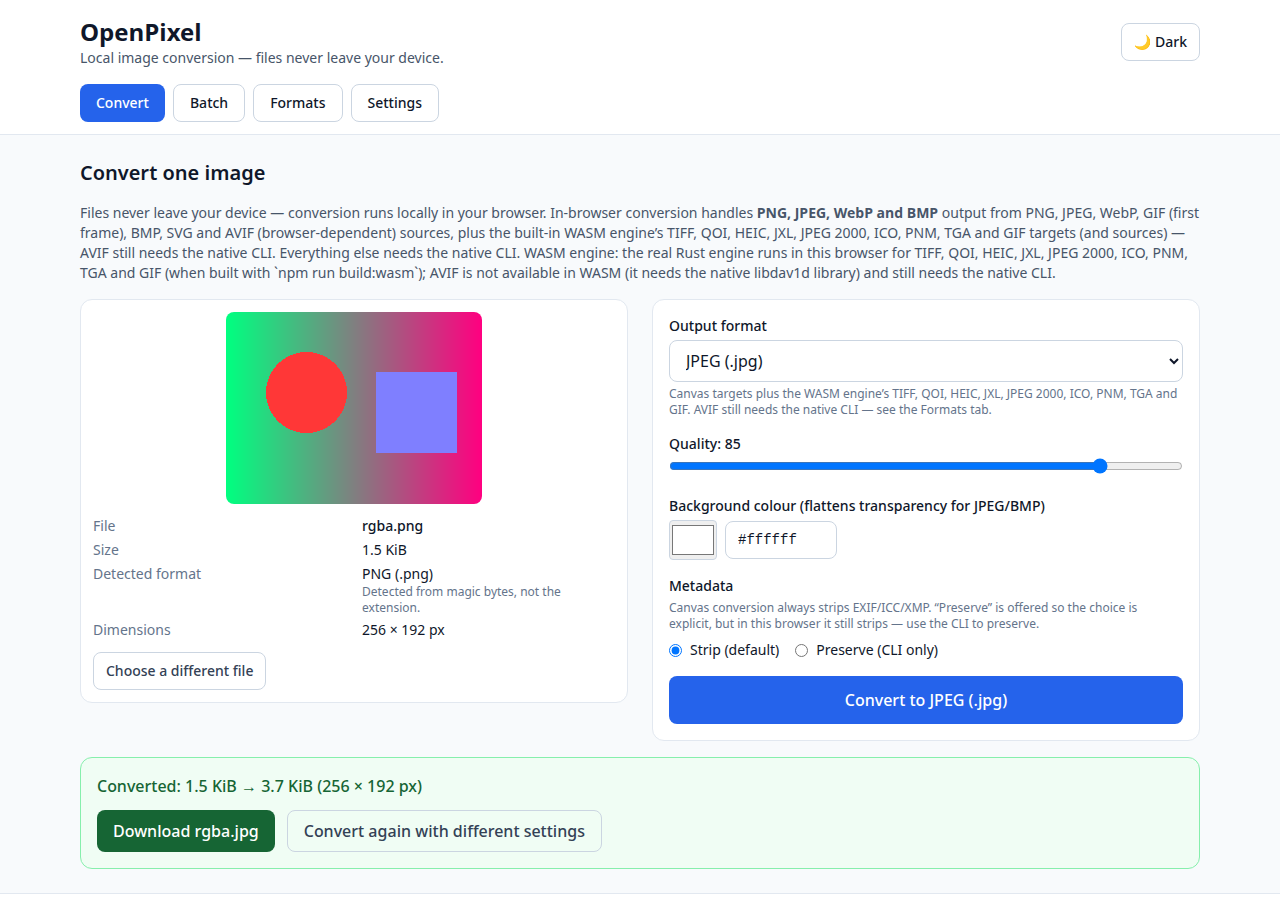 OpenPixel
Local image conversion — files never leave your device.
🌙 Dark
Convert
Batch
Formats
Settings
Convert one image
Files never leave your device — conversion runs locally in your browser. In-browser conversion handles PNG, JPEG, WebP and BMP output from PNG, JPEG, WebP, GIF (first
frame), BMP, SVG and AVIF (browser-dependent) sources, plus the built-in WASM engine’s TIFF, QOI, HEIC, JXL, JPEG 2000, ICO, PNM, TGA and GIF targets (and sources) —
AVIF still needs the native CLI. Everything else needs the native CLI. WASM engine: the real Rust engine runs in this browser for TIFF, QOI, HEIC, JXL, JPEG 2000, ICO, PNM,
TGA and GIF (when built with `npm run build:wasm`); AVIF is not available in WASM (it needs the native libdav1d library) and still needs the native CLI.
File
rgba.png
Size
1.5 KiB
Detected format
PNG (.png)
Detected from magic bytes, not the
extension.
Dimensions
256 × 192 px
Choose a different file
Output format
JPEG (.jpg)
Canvas targets plus the WASM engine’s TIFF, QOI, HEIC, JXL, JPEG 2000, ICO, PNM, TGA and
GIF. AVIF still needs the native CLI — see the Formats tab.
Quality: 85
Background colour (flattens transparency for JPEG/BMP)
#ffffff
Metadata
Canvas conversion always strips EXIF/ICC/XMP. “Preserve” is offered so the choice is
explicit, but in this browser it still strips — use the CLI to preserve.
Strip (default)
Preserve (CLI only)
Convert to JPEG (.jpg)
Converted: 1.5 KiB → 3.7 KiB (256 × 192 px)
Download rgba.jpg
Convert again with different settings